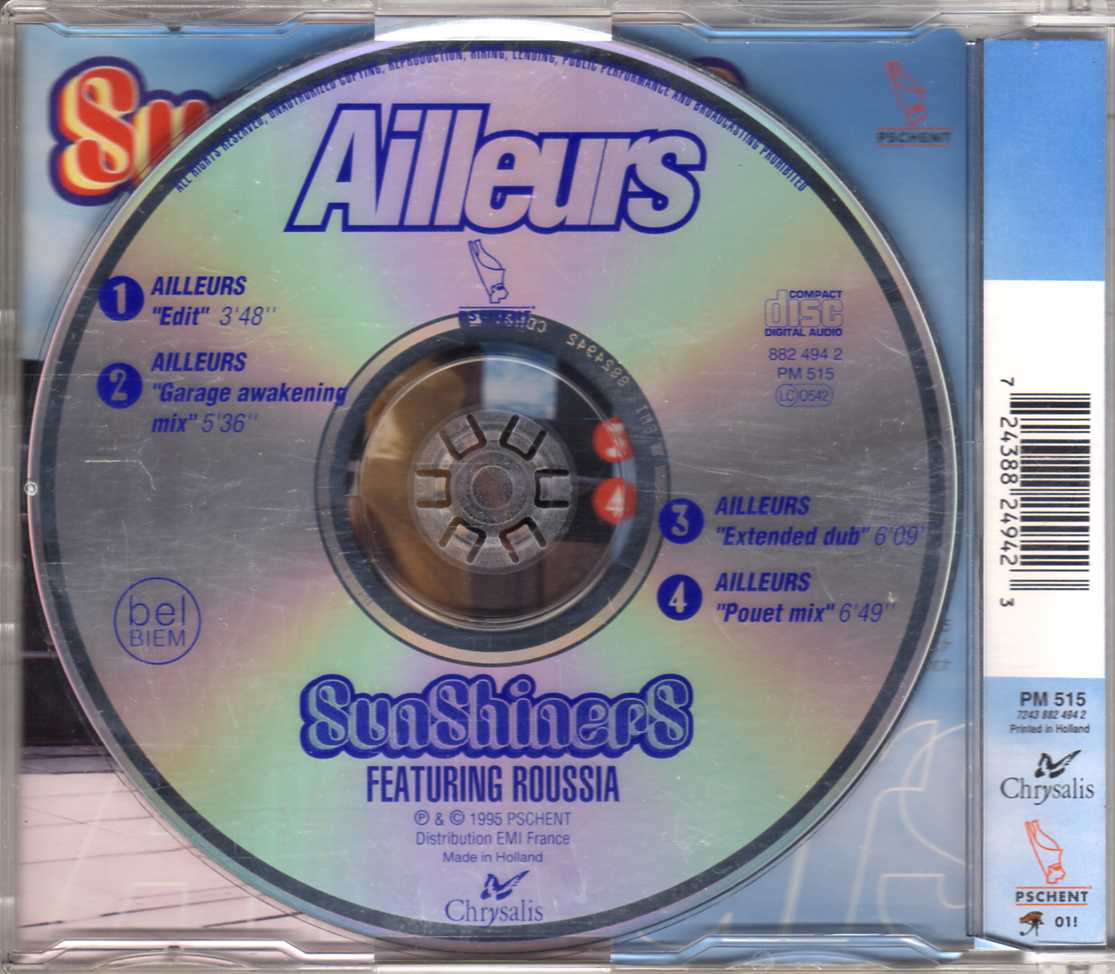 ALL RIGHTS RESERVED, UNAUTHORIZED COPYING, REPRODUCTION, HIRING, LENDING, PUBLIC PERFORMANCE AND BROADCASTING PROHIBITED
Ailleurs
1 AILLEURS
"Edit" 3'48''
2 AILLEURS
"Garage awakening
mix" 5'36''
COMPACT
disc
DIGITAL AUDIO
882 494 2
PM 515
LC 0542
3 AILLEURS
"Extended dub" 6'09'
4 AILLEURS
"Pouet mix" 6'49''
bel
BIEM
SunShinerS
FEATURING ROUSSIA
℗ & © 1995 PSCHENT
Distribution EMI France
Made in Holland
Chrysalis
PSCHENT
7 24388 24942 3
PM 515
7243 882 494 2
Printed in Holland
Chrysalis
PSCHENT
01!